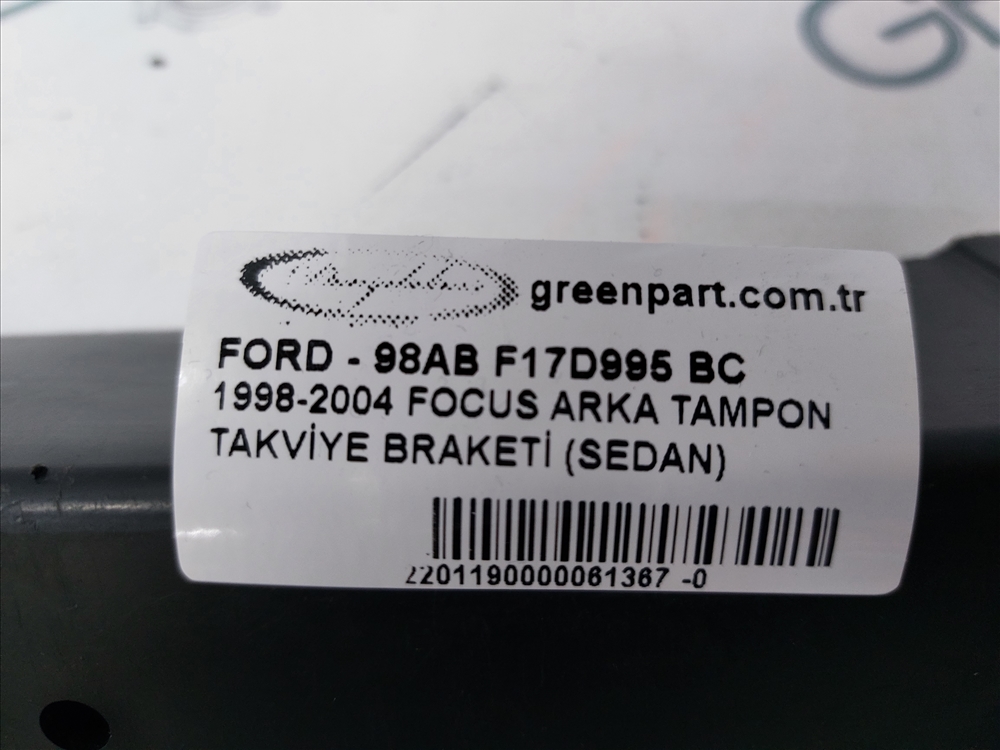 greenpart.com.tr
FORD - 98AB F17D995 BC
1998-2004 FOCUS ARKA TAMPON
TAKVİYE BRAKETİ (SEDAN)
2201190000061367 -0